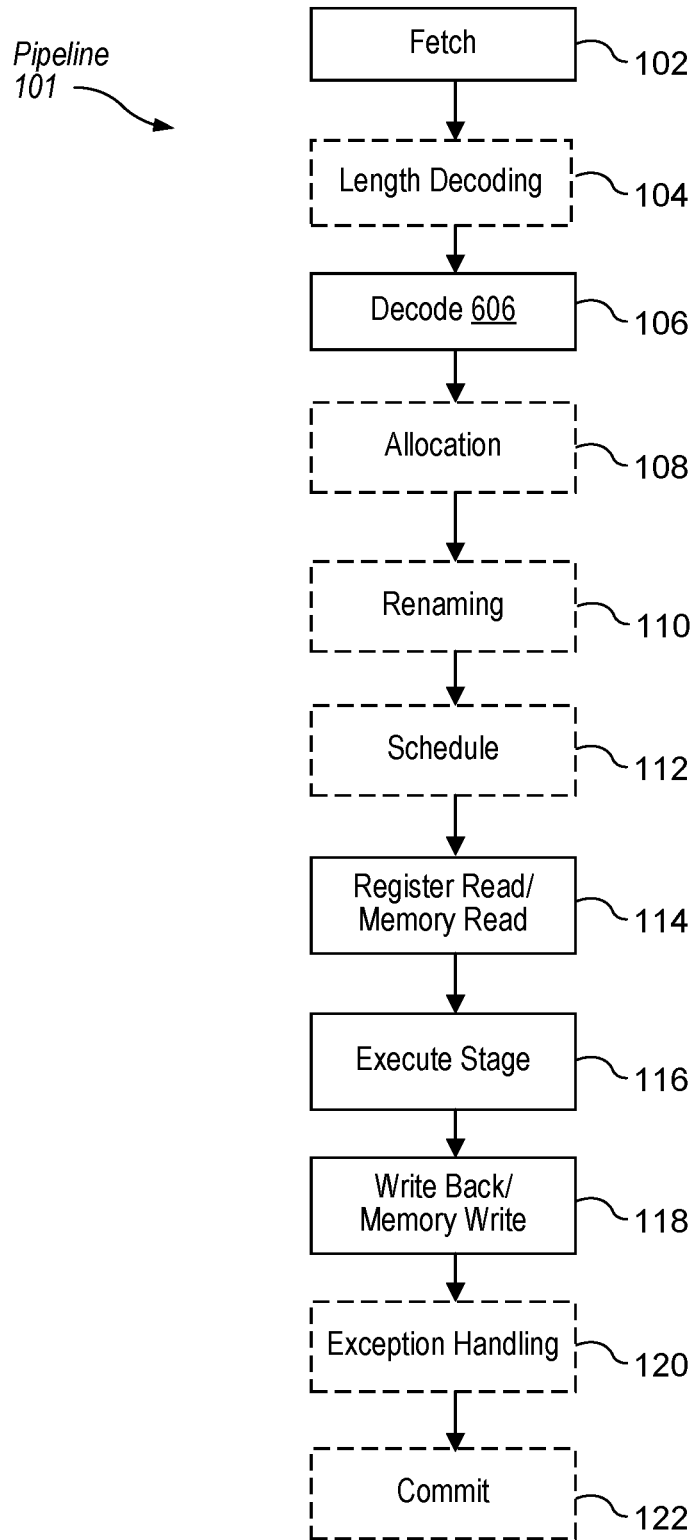 Pipeline
101
Fetch
102
Length Decoding
104
Decode 606
106
Allocation
108
Renaming
110
Schedule
112
Register Read/
Memory Read
114
Execute Stage
116
Write Back/
Memory Write
118
Exception Handling
120
Commit
122